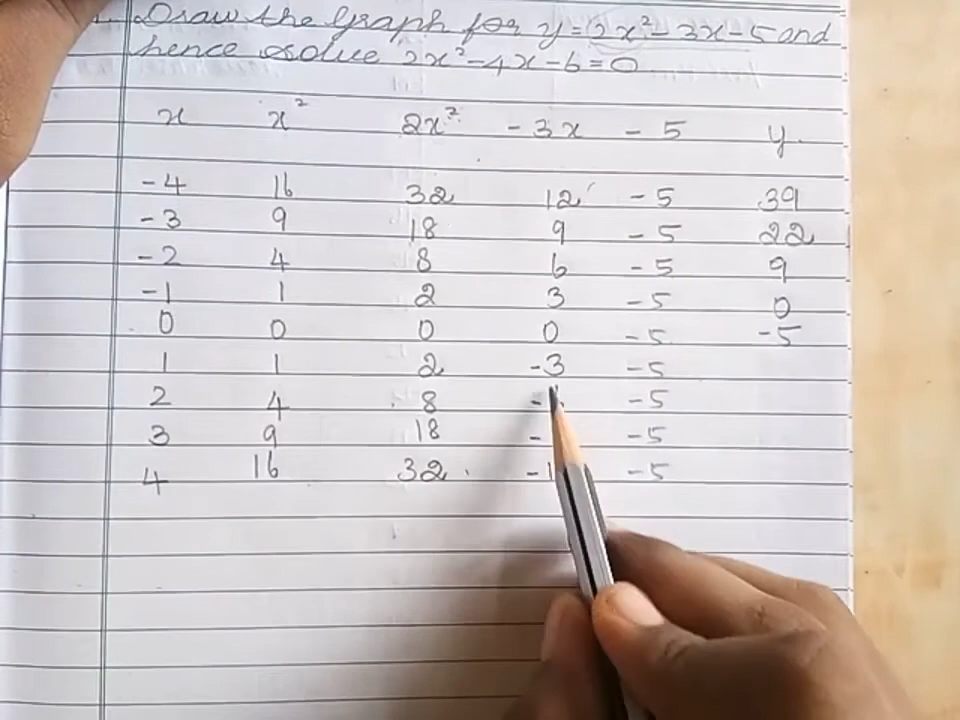 Draw the Graph for y = 2x² - 3x - 5 and
hence solve 2x² - 4x - 6 = 0
x x² 2x² - 3x - 5 y
-4 16 32 12 -5 39
-3 9 18 9 -5 22
-2 4 8 6 -5 9
-1 1 2 3 -5 0
0 0 0 0 -5 -5
1 1 2 -3 -5
2 4 8 - -5
3 9 18 - -5
4 16 32 -1 -5